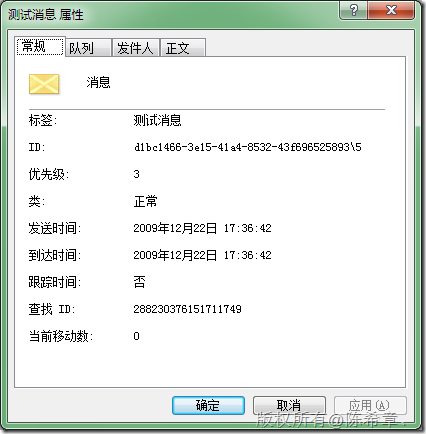 测试消息 属性
常规 队列 发件人 正文
消息
标签: 测试消息
ID: d1bc1466-3e15-41a4-8532-43f696525893\5
优先级: 3
类: 正常
发送时间: 2009年12月22日 17:36:42
到达时间: 2009年12月22日 17:36:42
跟踪时间: 否
查找 ID: 288230376151711749
当前移动数: 0
确定 取消 应用(A)
版权所有@陈希章.